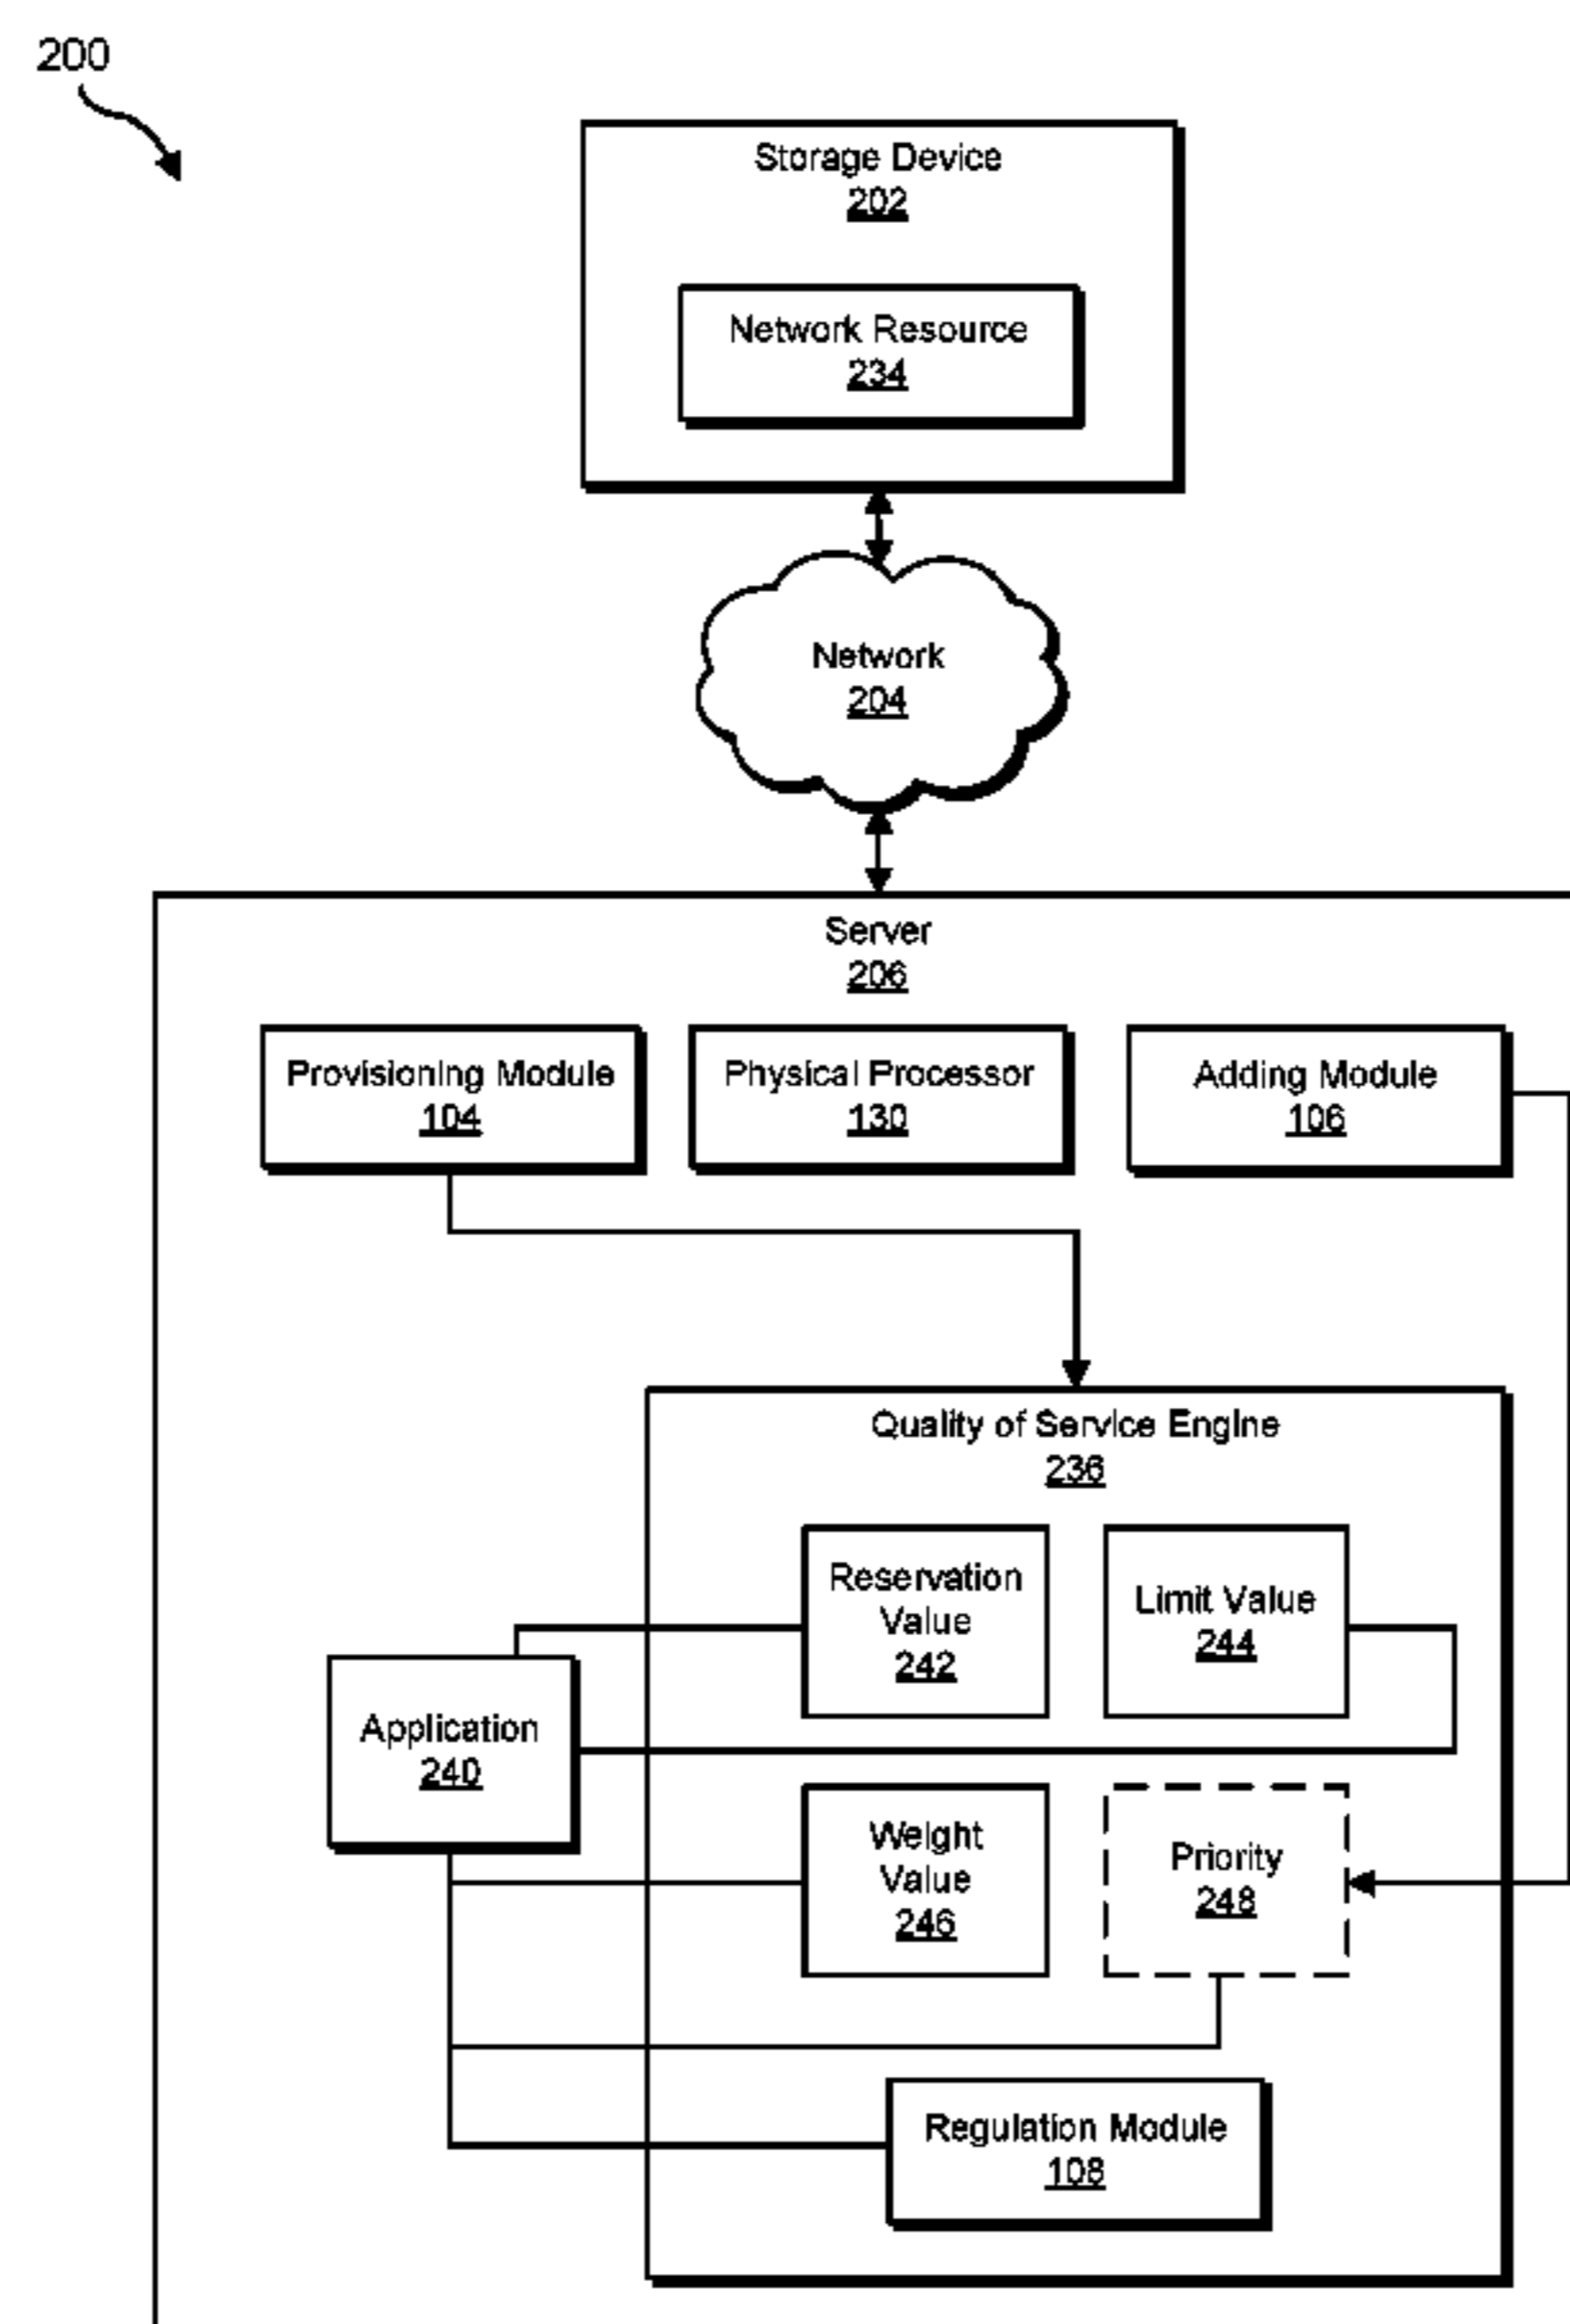 200
Storage Device
202
Network Resource
234
Network
204
Server
206
Provisioning Module
104
Physical Processor
130
Adding Module
106
Quality of Service Engine
236
Reservation
Value
242
Limit Value
244
Application
240
Weight
Value
246
Priority
248
Regulation Module
108